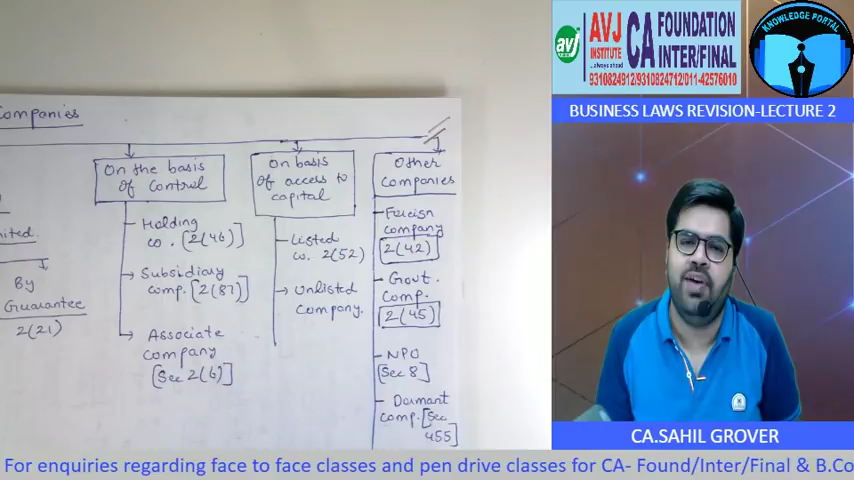 Companies
mited.
By
Guarantee
2(21)
On the basis
of control
Holding
co. [2(46)]
Subsidiary
comp. [2(87)]
Associate
company
[Sec 2(6)]
On basis
of access to
capital
Listed
co. 2(52)
Unlisted
Company.
Other
Companies
Foreign
company
2(42)
Govt.
Comp.
2(45)
NPO
[Sec 8]
Dormant
comp. [Sec
455]
avj
AVJ
INSTITUTE
...always ahead
CA FOUNDATION
INTER/FINAL
9310824912/9310824712/011-42576010
KNOWLEDGE PORTAL
BUSINESS LAWS REVISION-LECTURE 2
CA.SAHIL GROVER
For enquiries regarding face to face classes and pen drive classes for CA- Found/Inter/Final & B.Co